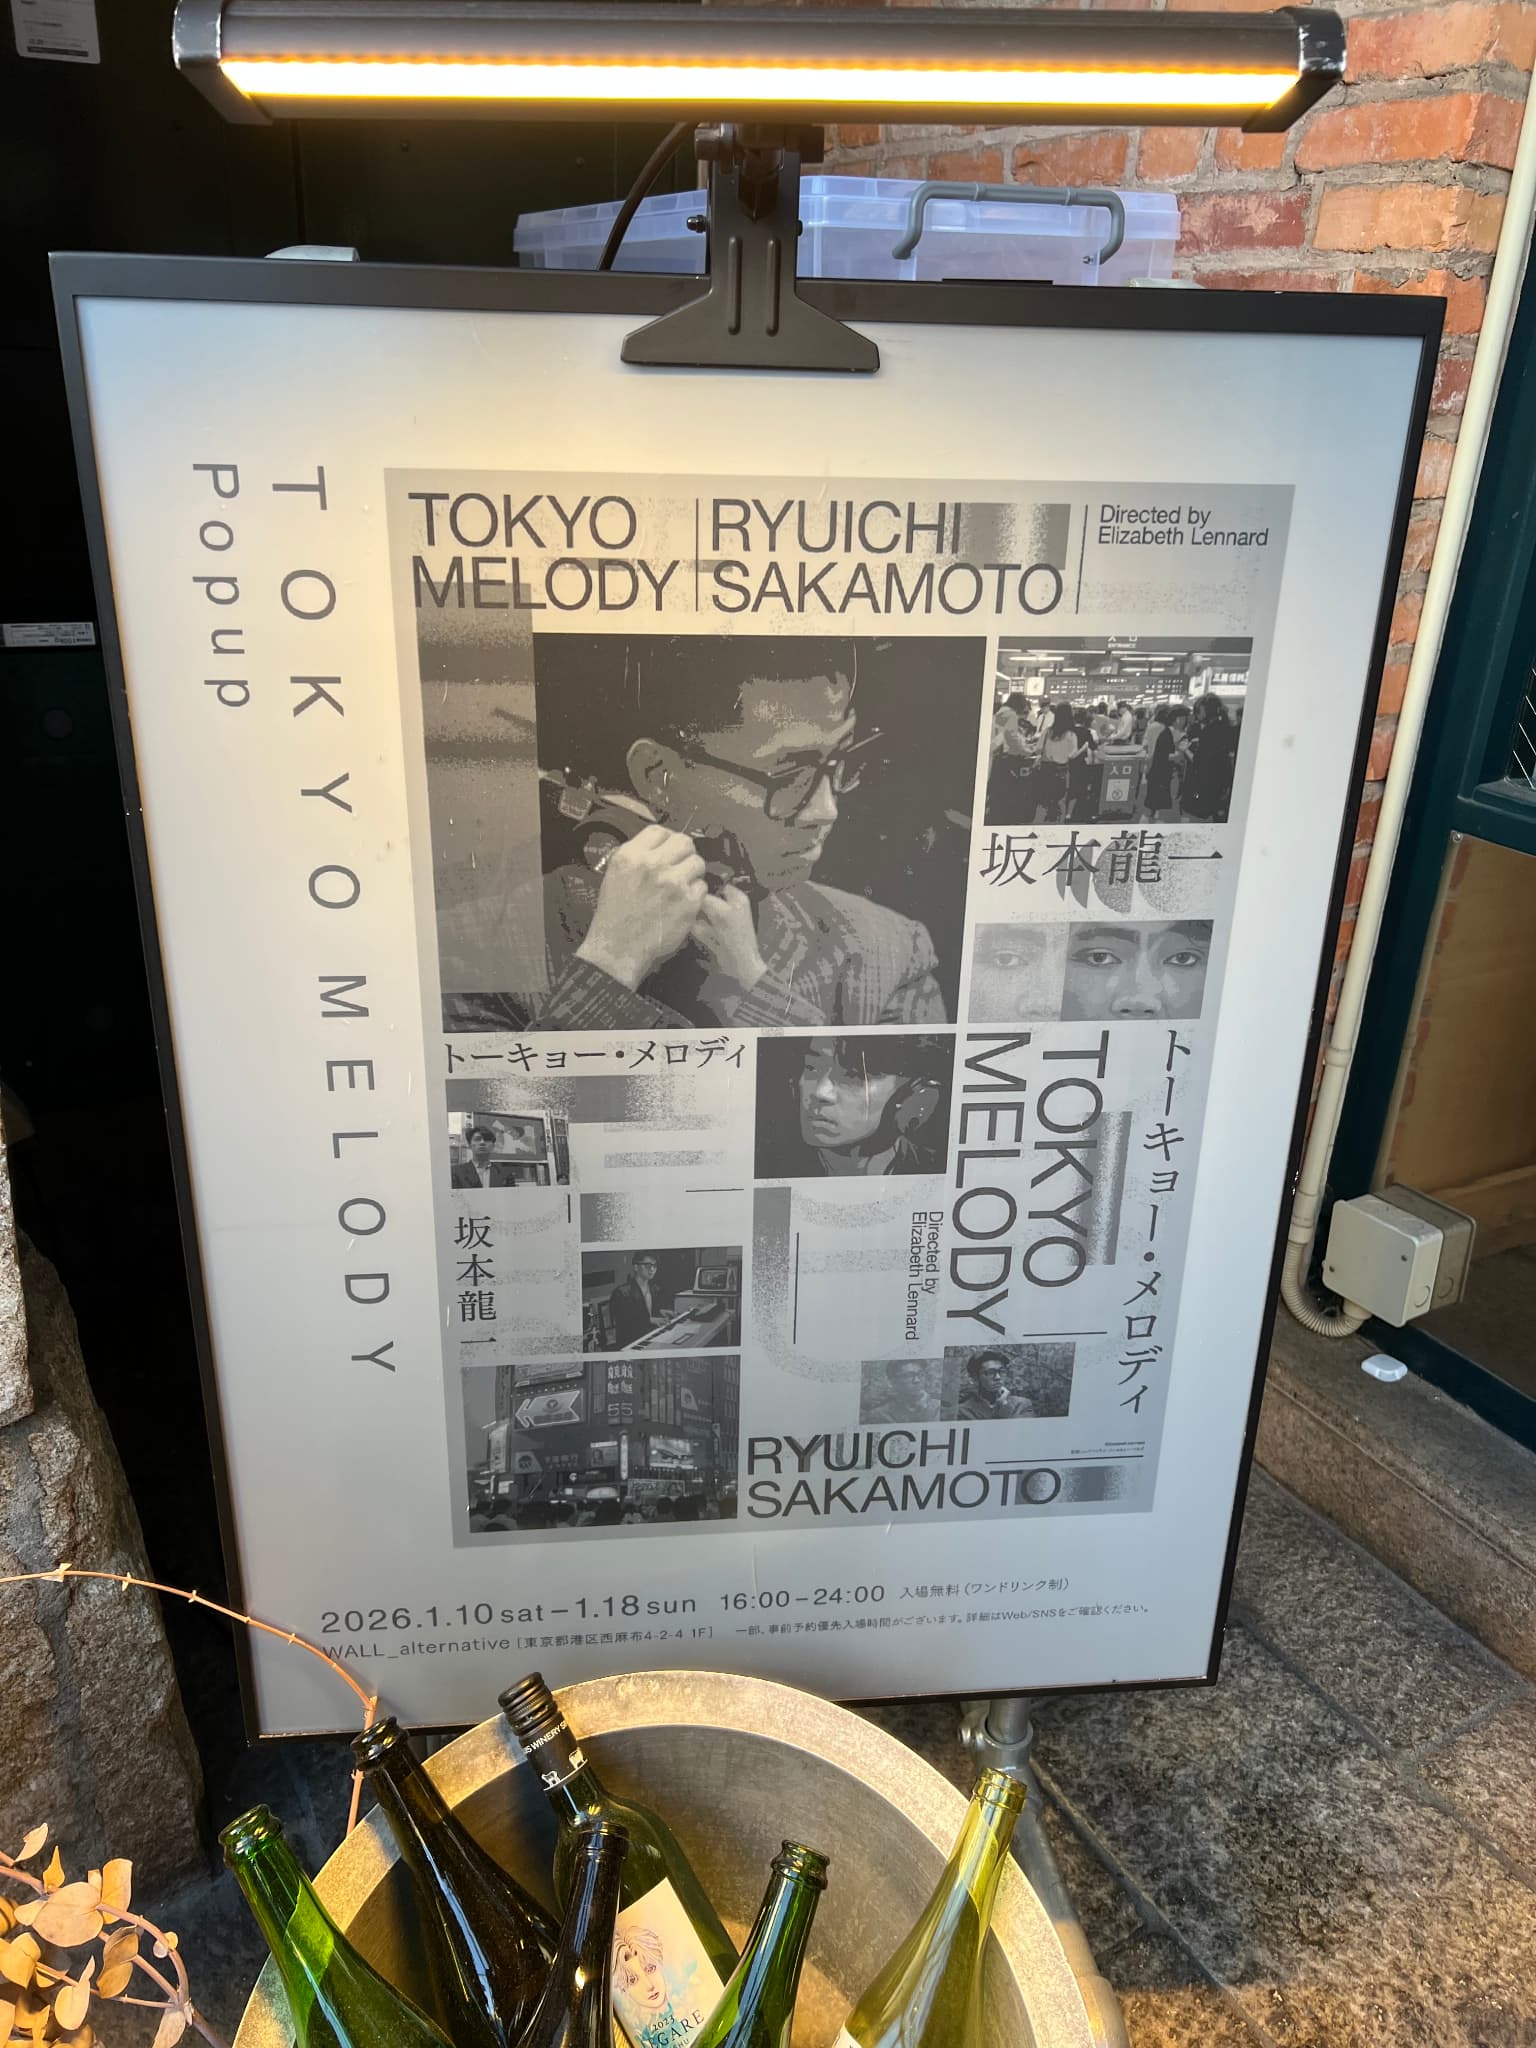 TOKYO MELODY
Popup
TOKYO
MELODY
RYUICHI
SAKAMOTO
Directed by
Elizabeth Lennard
入口
坂本龍一
トーキョー・メロディ
トーキョー・メロディ
TOKYO
MELODY
Directed by
Elizabeth Lennard
坂本龍一
55
RYUICHI
SAKAMOTO
2026.1.10 sat – 1.18 sun 16:00 – 24:00 入場無料(ワンドリンク制)
WALL_alternative [東京都港区西麻布4-2-4 1F] 一部、事前予約優先入場時間がございます。詳細はWeb/SNSをご確認ください。
WINERY
2023